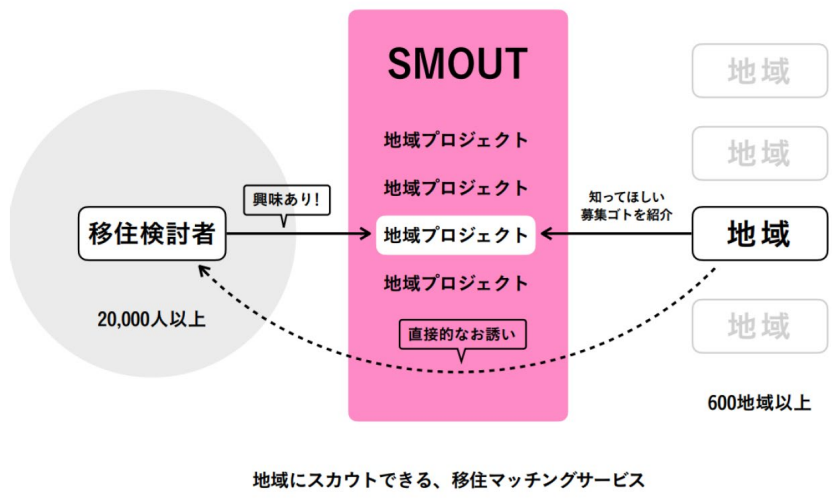 SMOUT
地域プロジェクト
地域プロジェクト
地域プロジェクト
地域プロジェクト
移住検討者
20,000人以上
興味あり!
知ってほしい
募集ゴトを紹介
直接的なお誘い
地域
地域
地域
地域
600地域以上
地域にスカウトできる、移住マッチングサービス